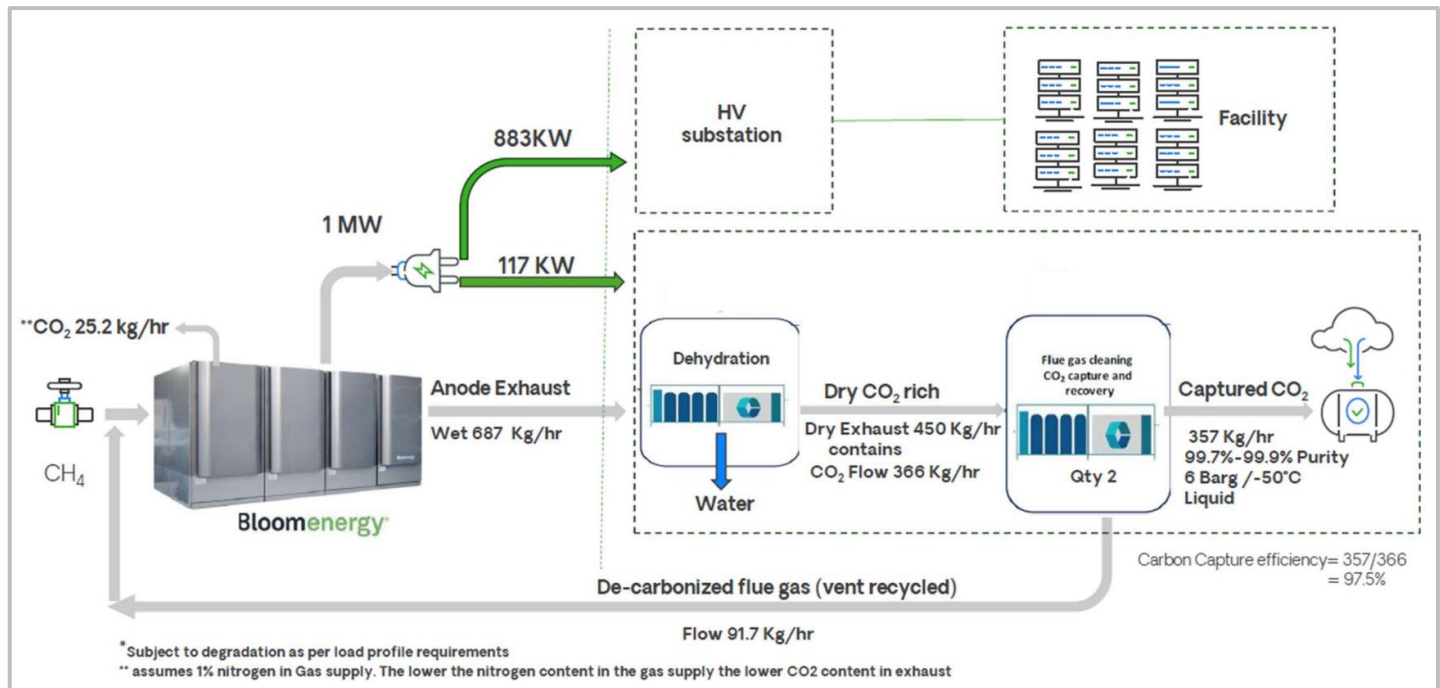 HV
substation
Facility
883KW
1 MW
117 KW
**CO₂ 25.2 kg/hr
CH₄
Bloomenergy
Anode Exhaust
Wet 687 Kg/hr
Dehydration
Water
Dry CO₂ rich
Dry Exhaust 450 Kg/hr
contains
CO₂ Flow 366 Kg/hr
Flue gas cleaning
CO₂ capture and
recovery
Qty 2
Captured CO₂
357 Kg/hr
99.7%-99.9% Purity
6 Barg /-50°C
Liquid
Carbon Capture efficiency= 357/366
= 97.5%
De-carbonized flue gas (vent recycled)
Flow 91.7 Kg/hr
*Subject to degradation as per load profile requirements
** assumes 1% nitrogen in Gas supply. The lower the nitrogen content in the gas supply the lower CO2 content in exhaust